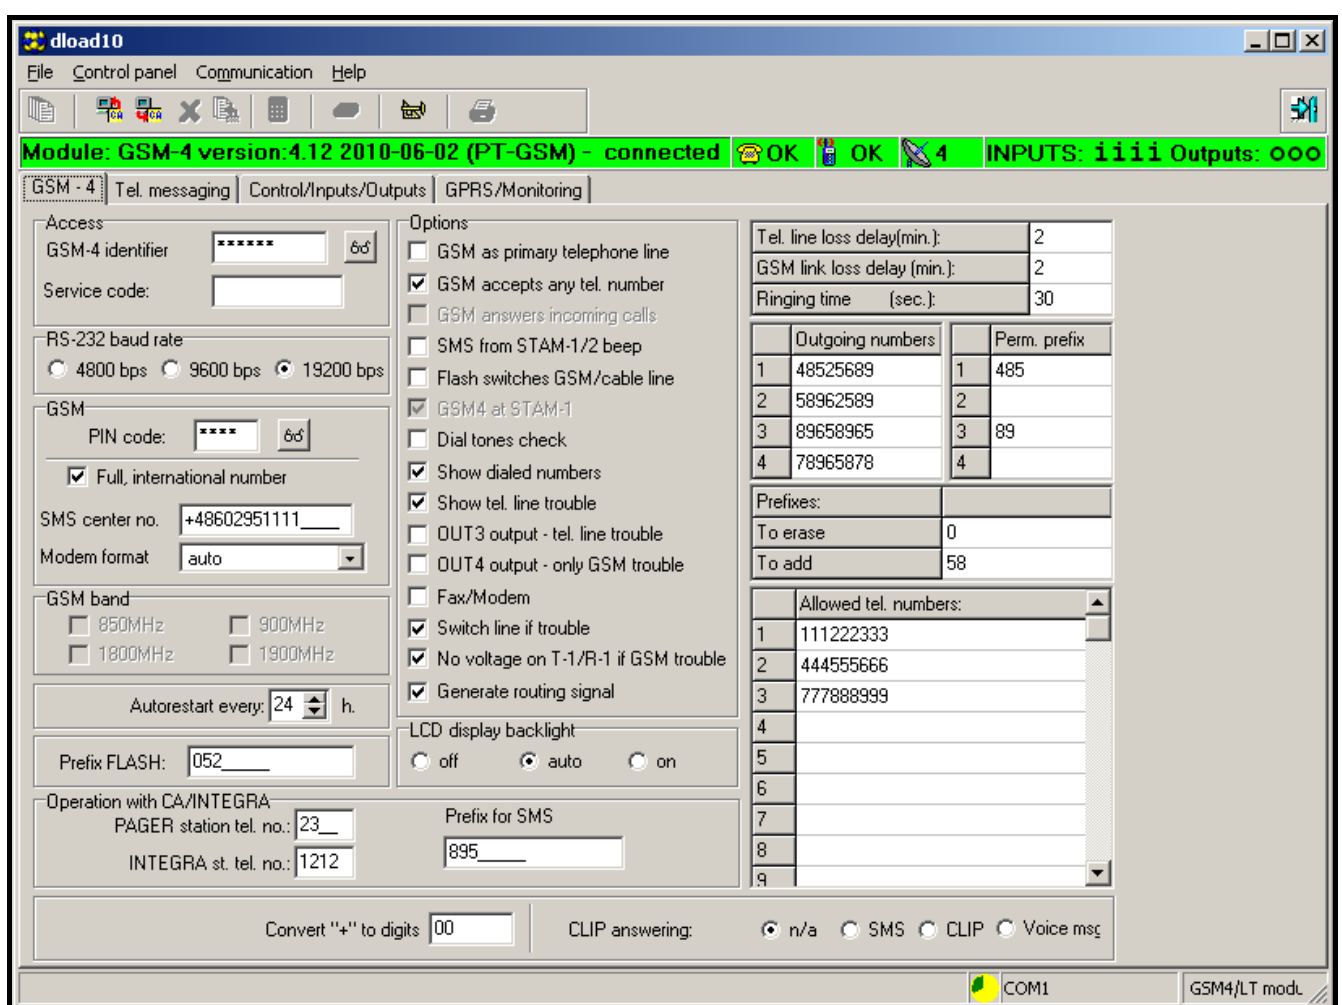 dload10
File Control panel Communication Help
Module: GSM-4 version:4.12 2010-06-02 (PT-GSM) - connected OK OK 4 INPUTS: iiii Outputs: ooo
GSM - 4 Tel. messaging Control/Inputs/Outputs GPRS/Monitoring
Access
GSM-4 identifier ******
Service code:
RS-232 baud rate
4800 bps 9600 bps 19200 bps
GSM
PIN code: ****
Full, international number
SMS center no. +48602951111____
Modem format auto
GSM band
850MHz 900MHz
1800MHz 1900MHz
Autorestart every: 24 h.
Prefix FLASH: 052_____
Options
GSM as primary telephone line
GSM accepts any tel. number
GSM answers incoming calls
SMS from STAM-1/2 beep
Flash switches GSM/cable line
GSM4 at STAM-1
Dial tones check
Show dialed numbers
Show tel. line trouble
OUT3 output - tel. line trouble
OUT4 output - only GSM trouble
Fax/Modem
Switch line if trouble
No voltage on T-1/R-1 if GSM trouble
Generate routing signal
LCD display backlight
off auto on
Operation with CA/INTEGRA
PAGER station tel. no.: 23__
INTEGRA st. tel. no.: 1212
Prefix for SMS
895_____
Tel. line loss delay(min.): 2
GSM link loss delay (min.): 2
Ringing time (sec.): 30
Outgoing numbers Perm. prefix
1 48525689 1 485
2 58962589 2
3 89658965 3 89
4 78965878 4
Prefixes:
To erase 0
To add 58
Allowed tel. numbers:
1 111222333
2 444555666
3 777888999
4
5
6
7
8
9
Convert "+" to digits 00 CLIP answering: n/a SMS CLIP Voice msg
COM1 GSM4/LT modu